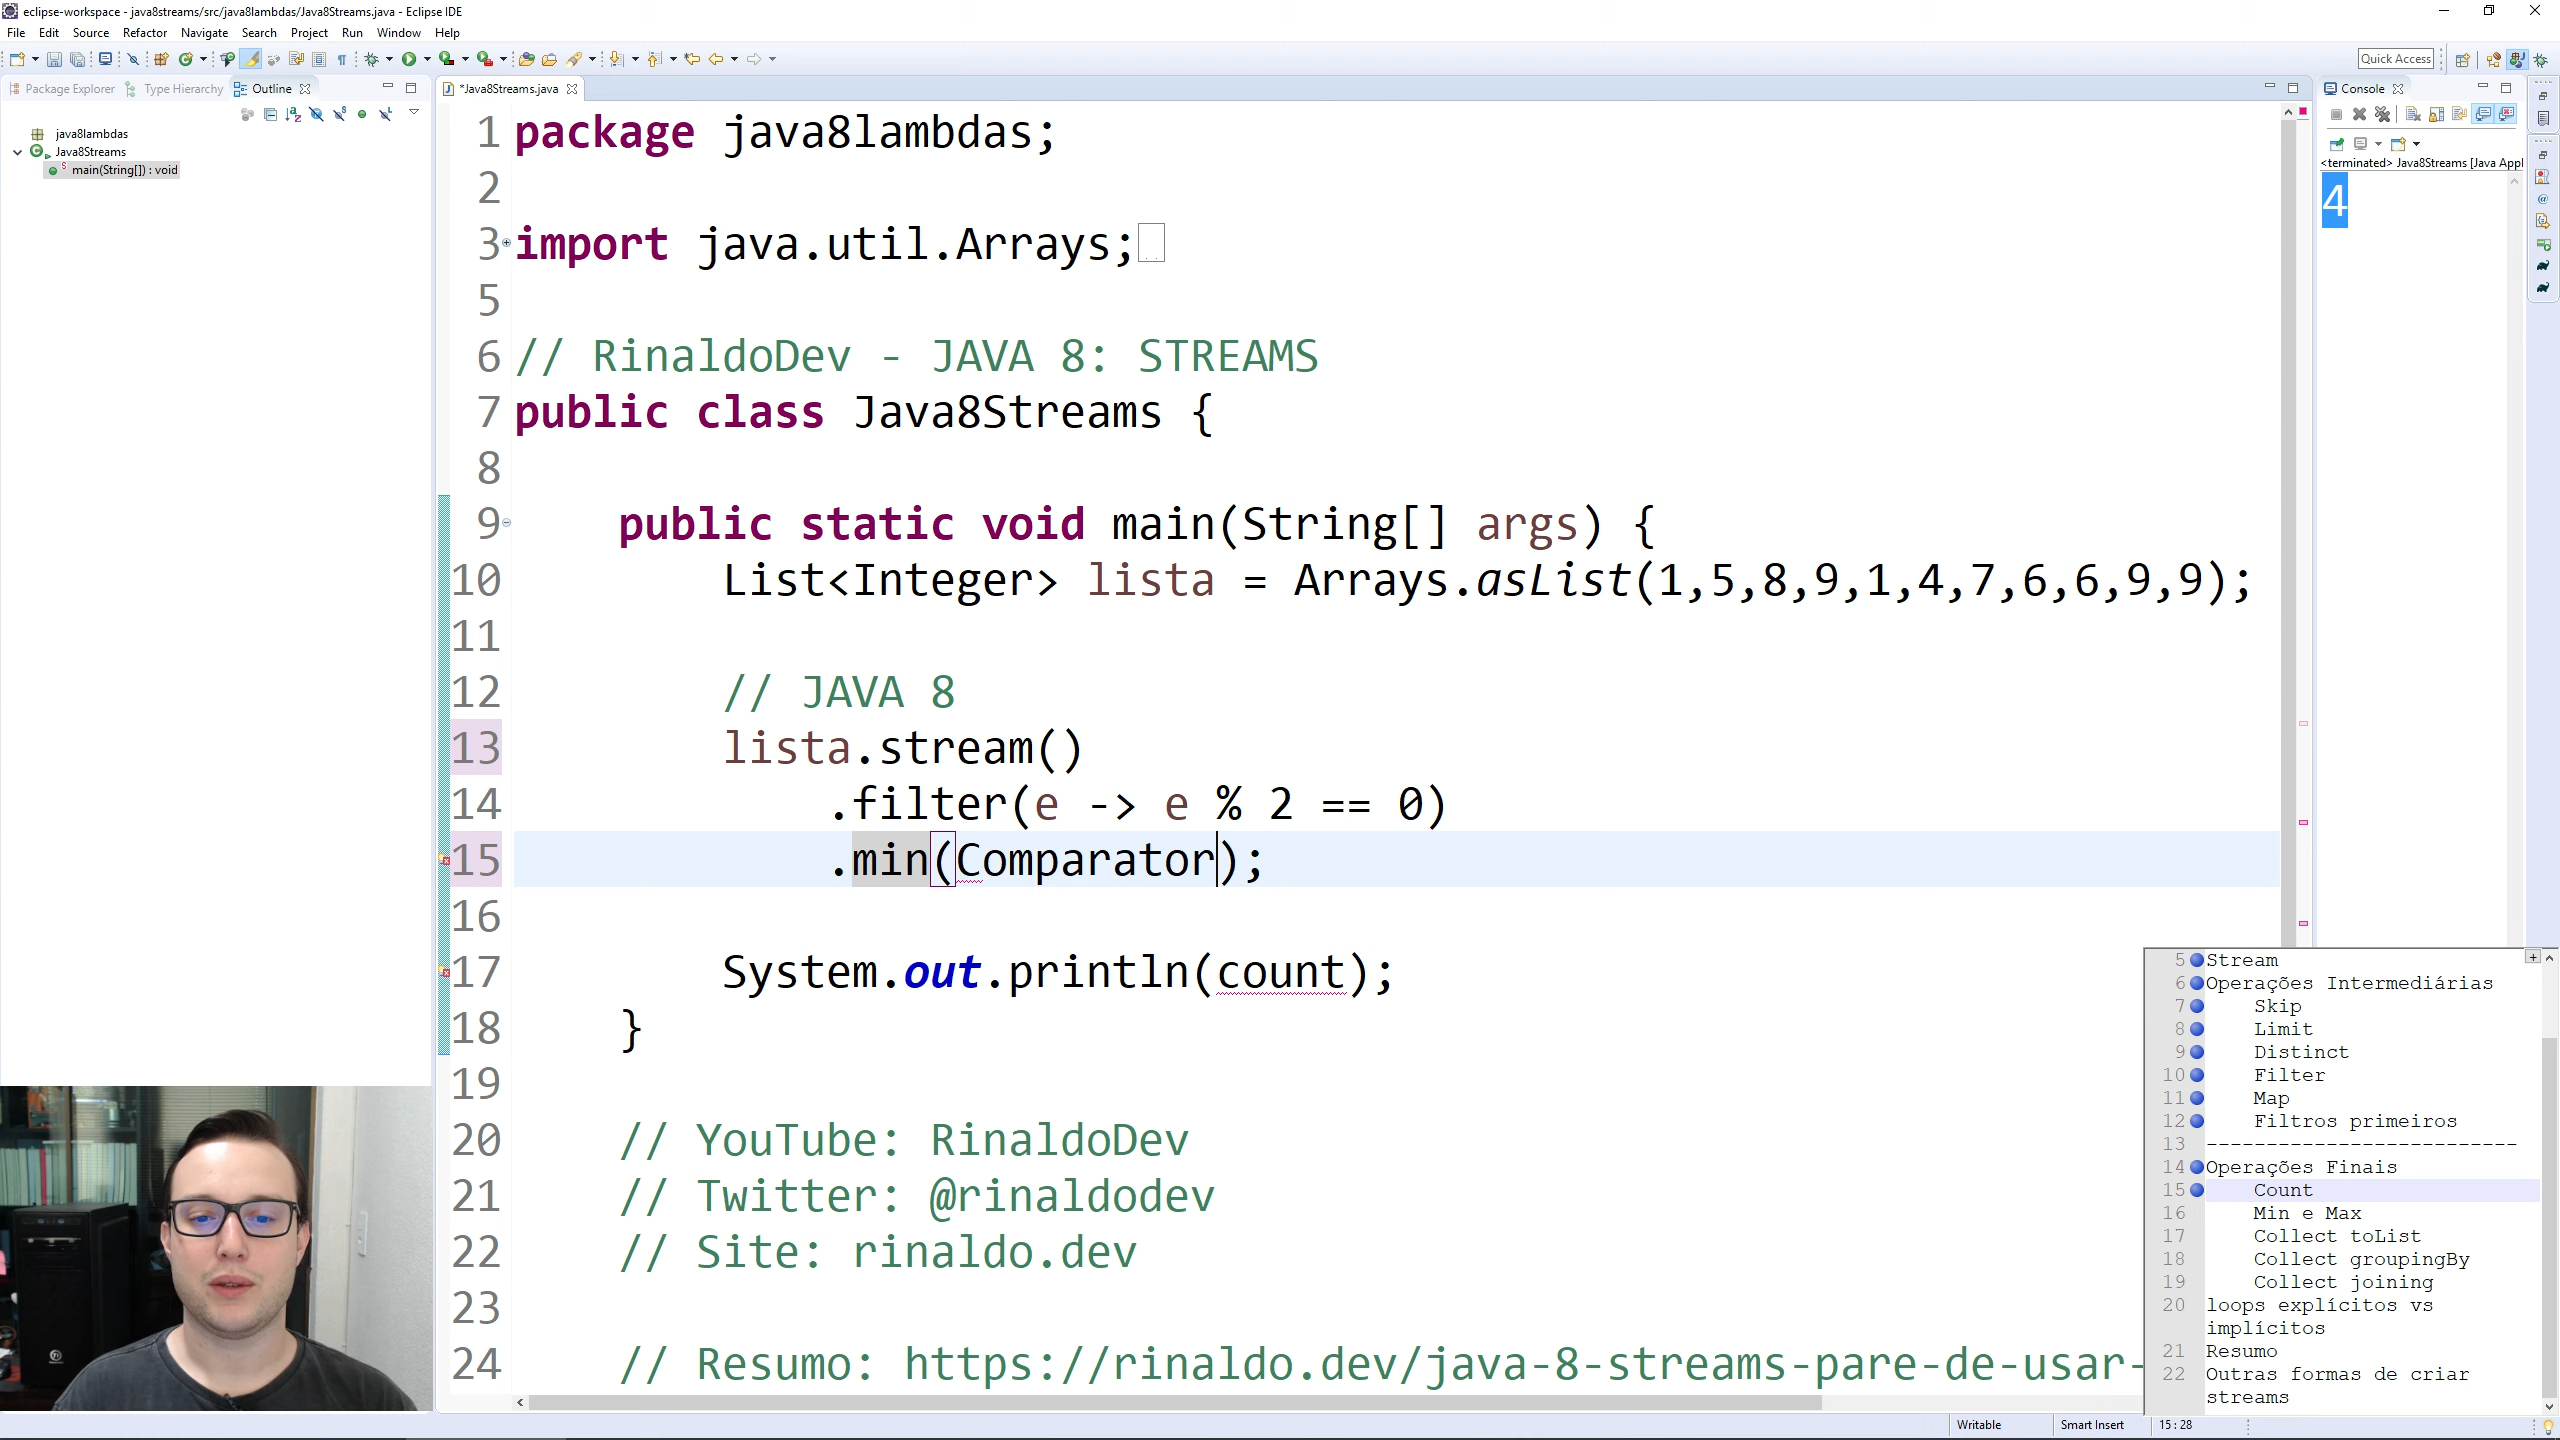 eclipse-workspace - java8streams/src/java8lambdas/Java8Streams.java - Eclipse IDE
File Edit Source Refactor Navigate Search Project Run Window Help
Quick Access
Package Explorer Type Hierarchy Outline
java8lambdas
Java8Streams
main(String[]) : void
*Java8Streams.java
1 package java8lambdas;
2
3 import java.util.Arrays;
5
6 // RinaldoDev - JAVA 8: STREAMS
7 public class Java8Streams {
8
9 public static void main(String[] args) {
10 List<Integer> lista = Arrays.asList(1,5,8,9,1,4,7,6,6,9,9);
11
12 // JAVA 8
13 lista.stream()
14 .filter(e -> e % 2 == 0)
15 .min(Comparator);
16
17 System.out.println(count);
18 }
19
20 // YouTube: RinaldoDev
21 // Twitter: @rinaldodev
22 // Site: rinaldo.dev
23
24 // Resumo: https://rinaldo.dev/java-8-streams-pare-de-usar-
Console
<terminated> Java8Streams [Java Appl
4
5 Stream
6 Operações Intermediárias
7 Skip
8 Limit
9 Distinct
10 Filter
11 Map
12 Filtros primeiros
13 --------------------------
14 Operações Finais
15 Count
16 Min e Max
17 Collect toList
18 Collect groupingBy
19 Collect joining
20 loops explícitos vs
implícitos
21 Resumo
22 Outras formas de criar
streams
Writable Smart Insert 15 : 28